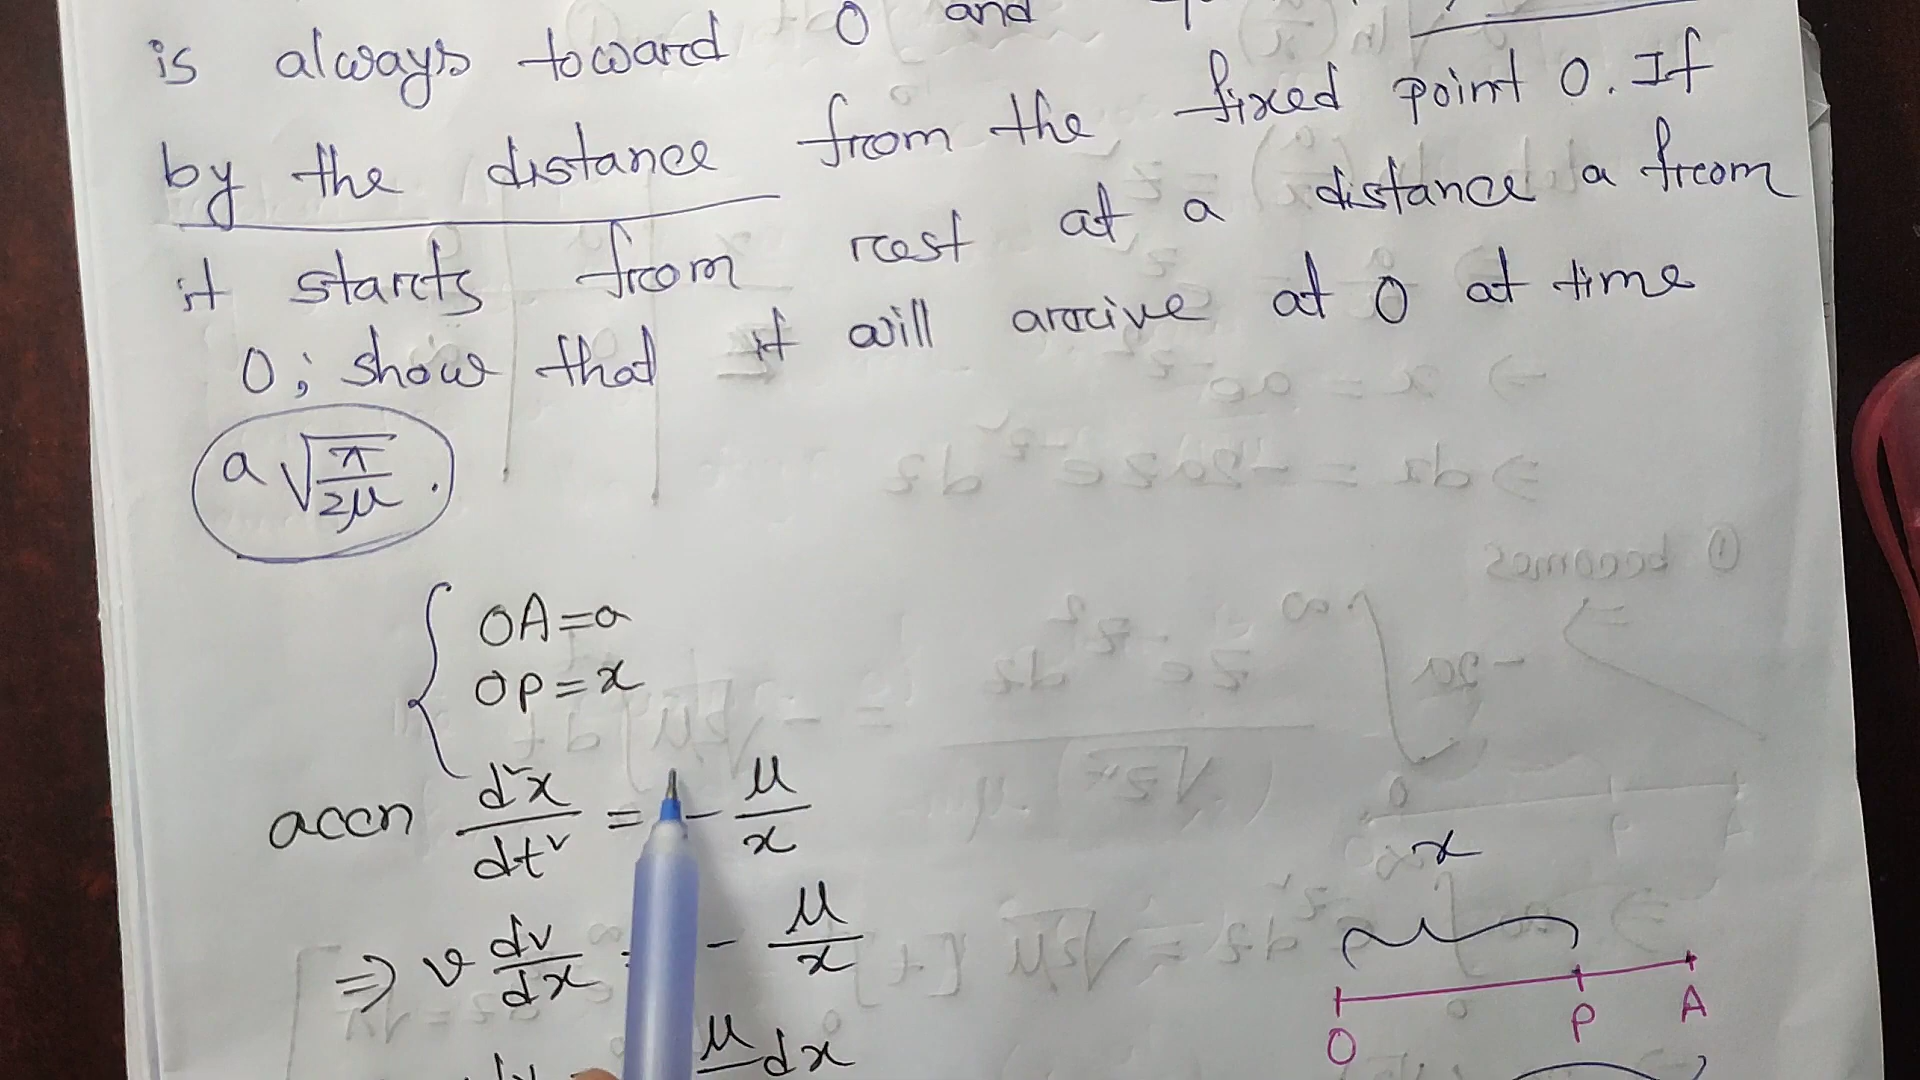 is always toward O and
by the distance from the fixed point O. If
it starts from rest at a distance a from
O; show that it will arrive at O at time
a √π/2μ .
OA=a
OP=x
accn d²x/dt² = - μ/x
⇒ v dv/dx - μ/x
μ dx
x
O P A